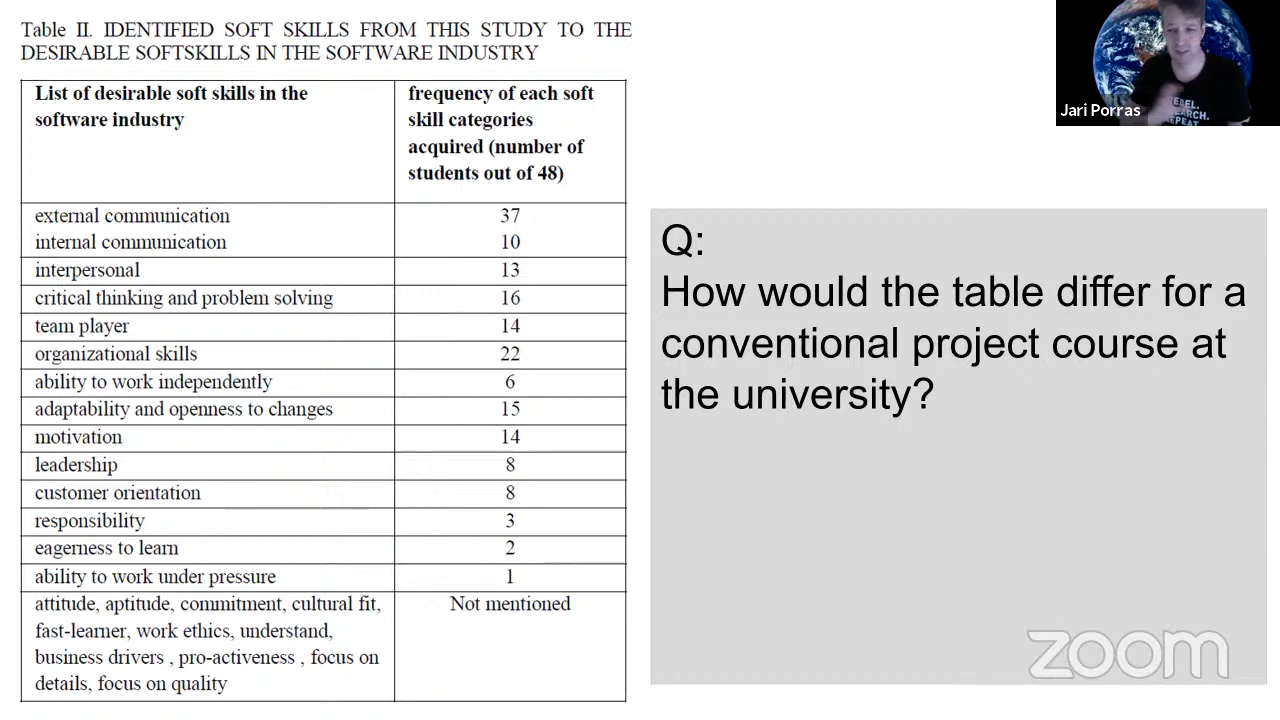 Table II. IDENTIFIED SOFT SKILLS FROM THIS STUDY TO THE
DESIRABLE SOFTSKILLS IN THE SOFTWARE INDUSTRY
List of desirable soft skills in the
software industry
frequency of each soft
skill categories
acquired (number of
students out of 48)
external communication 37
internal communication 10
interpersonal 13
critical thinking and problem solving 16
team player 14
organizational skills 22
ability to work independently 6
adaptability and openness to changes 15
motivation 14
leadership 8
customer orientation 8
responsibility 3
eagerness to learn 2
ability to work under pressure 1
attitude, aptitude, commitment, cultural fit, Not mentioned
fast-learner, work ethics, understand,
business drivers , pro-activeness , focus on
details, focus on quality
Jari Porras
Q:
How would the table differ for a
conventional project course at
the university?
zoom